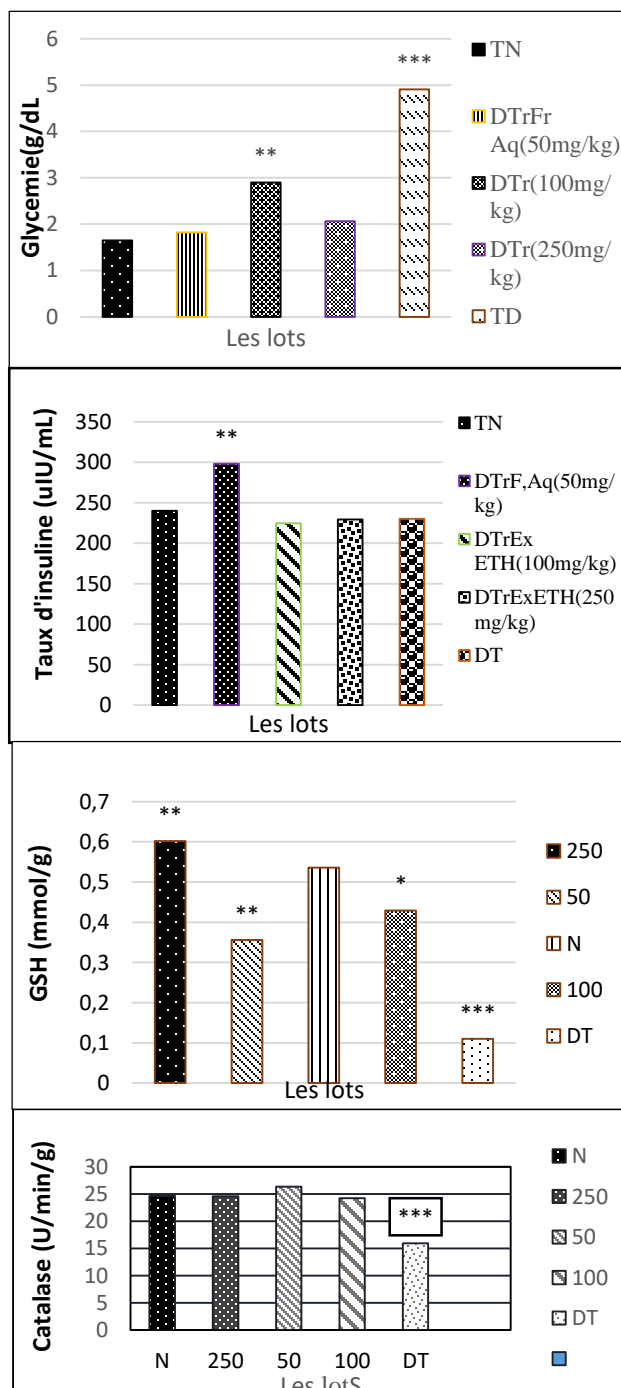 6
5
4
3
2
1
0
Glycemie(g/dL
**
***
Les lots
TN
DTrFr
Aq(50mg/kg)
DTr(100mg/
kg)
DTr(250mg/
kg)
TD
350
300
250
200
150
100
50
0
Taux d'insuline (uIU/mL)
**
Les lots
TN
DTrF,Aq(50mg/
kg)
DTrEx
ETH(100mg/kg)
DTrExETH(250
mg/kg)
DT
0,7
0,6
0,5
0,4
0,3
0,2
0,1
0
GSH (mmol/g)
**
**
*
***
Les lots
250
50
N
100
DT
30
25
20
15
10
5
0
Catalase (U/min/g)
***
N 250 50 100 DT
Les lotS
N
250
50
100
DT